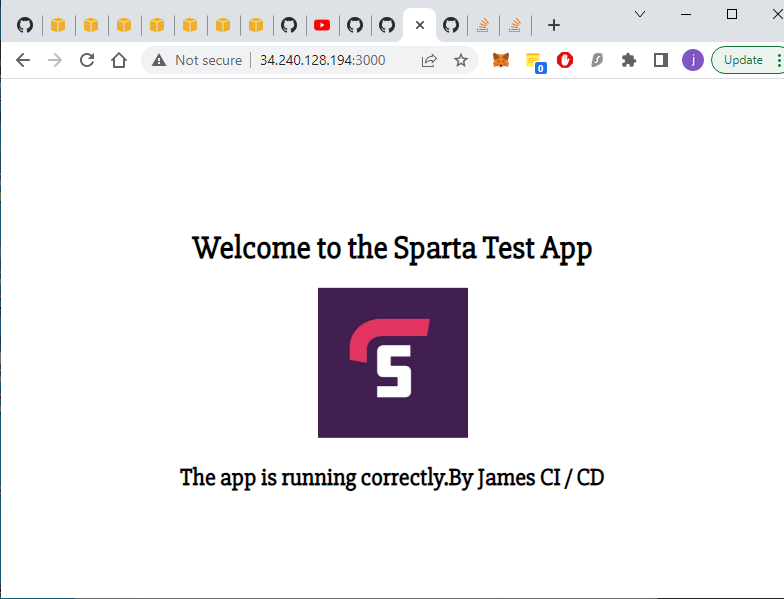 Not secure 34.240.128.194:3000
0
j
Update
Welcome to the Sparta Test App
S
The app is running correctly.By James CI / CD